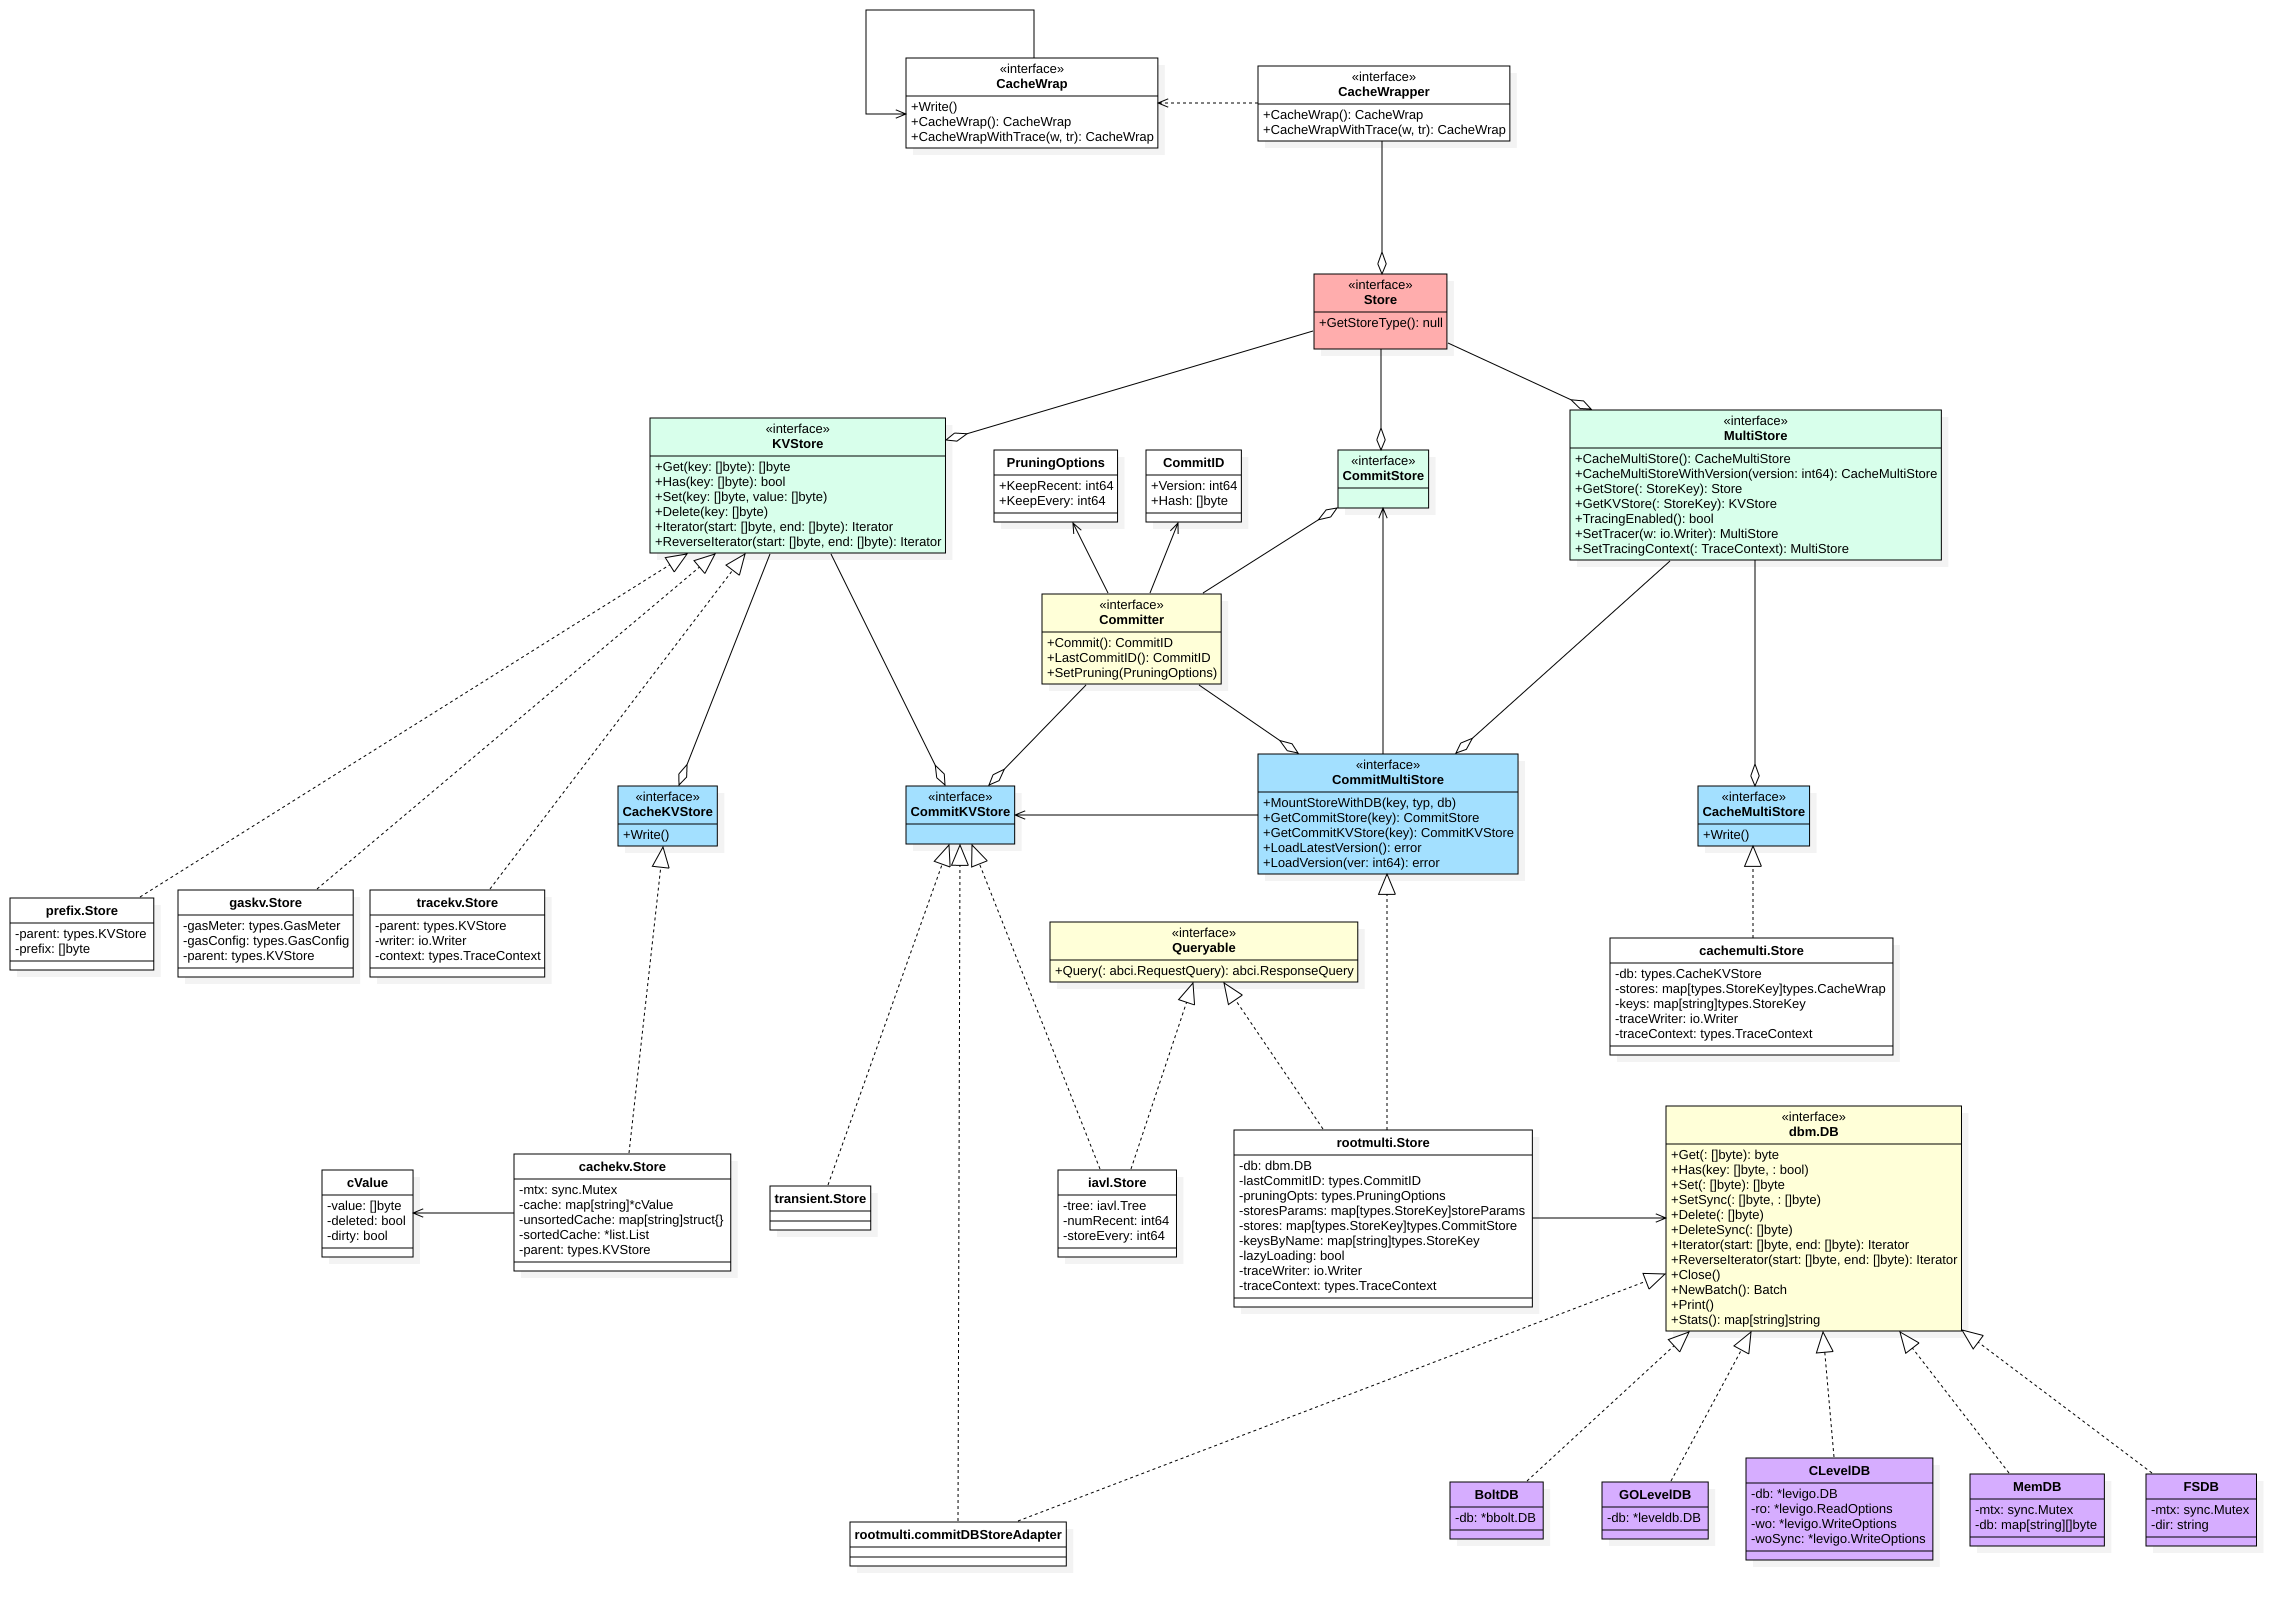 «interface»
CacheWrap
+Write()
+CacheWrap(): CacheWrap
+CacheWrapWithTrace(w, tr): CacheWrap
«interface»
CacheWrapper
+CacheWrap(): CacheWrap
+CacheWrapWithTrace(w, tr): CacheWrap
«interface»
Store
+GetStoreType(): null
«interface»
KVStore
+Get(key: []byte): []byte
+Has(key: []byte): bool
+Set(key: []byte, value: []byte)
+Delete(key: []byte)
+Iterator(start: []byte, end: []byte): Iterator
+ReverseIterator(start: []byte, end: []byte): Iterator
PruningOptions
+KeepRecent: int64
+KeepEvery: int64
CommitID
+Version: int64
+Hash: []byte
«interface»
CommitStore
«interface»
MultiStore
+CacheMultiStore(): CacheMultiStore
+CacheMultiStoreWithVersion(version: int64): CacheMultiStore
+GetStore(: StoreKey): Store
+GetKVStore(: StoreKey): KVStore
+TracingEnabled(): bool
+SetTracer(w: io.Writer): MultiStore
+SetTracingContext(: TraceContext): MultiStore
«interface»
Committer
+Commit(): CommitID
+LastCommitID(): CommitID
+SetPruning(PruningOptions)
«interface»
CacheKVStore
+Write()
«interface»
CommitKVStore
«interface»
CommitMultiStore
+MountStoreWithDB(key, typ, db)
+GetCommitStore(key): CommitStore
+GetCommitKVStore(key): CommitKVStore
+LoadLatestVersion(): error
+LoadVersion(ver: int64): error
«interface»
CacheMultiStore
+Write()
prefix.Store
-parent: types.KVStore
-prefix: []byte
gaskv.Store
-gasMeter: types.GasMeter
-gasConfig: types.GasConfig
-parent: types.KVStore
tracekv.Store
-parent: types.KVStore
-writer: io.Writer
-context: types.TraceContext
«interface»
Queryable
+Query(: abci.RequestQuery): abci.ResponseQuery
cachemulti.Store
-db: types.CacheKVStore
-stores: map[types.StoreKey]types.CacheWrap
-keys: map[string]types.StoreKey
-traceWriter: io.Writer
-traceContext: types.TraceContext
cValue
-value: []byte
-deleted: bool
-dirty: bool
cachekv.Store
-mtx: sync.Mutex
-cache: map[string]*cValue
-unsortedCache: map[string]struct{}
-sortedCache: *list.List
-parent: types.KVStore
transient.Store
iavl.Store
-tree: iavl.Tree
-numRecent: int64
-storeEvery: int64
rootmulti.Store
-db: dbm.DB
-lastCommitID: types.CommitID
-pruningOpts: types.PruningOptions
-storesParams: map[types.StoreKey]storeParams
-stores: map[types.StoreKey]types.CommitStore
-keysByName: map[string]types.StoreKey
-lazyLoading: bool
-traceWriter: io.Writer
-traceContext: types.TraceContext
«interface»
dbm.DB
+Get(: []byte): byte
+Has(key: []byte, : bool)
+Set(: []byte): []byte
+SetSync(: []byte, : []byte)
+Delete(: []byte)
+DeleteSync(: []byte)
+Iterator(start: []byte, end: []byte): Iterator
+ReverseIterator(start: []byte, end: []byte): Iterator
+Close()
+NewBatch(): Batch
+Print()
+Stats(): map[string]string
rootmulti.commitDBStoreAdapter
BoltDB
-db: *bbolt.DB
GOLevelDB
-db: *leveldb.DB
CLevelDB
-db: *levigo.DB
-ro: *levigo.ReadOptions
-wo: *levigo.WriteOptions
-woSync: *levigo.WriteOptions
MemDB
-mtx: sync.Mutex
-db: map[string][]byte
FSDB
-mtx: sync.Mutex
-dir: string